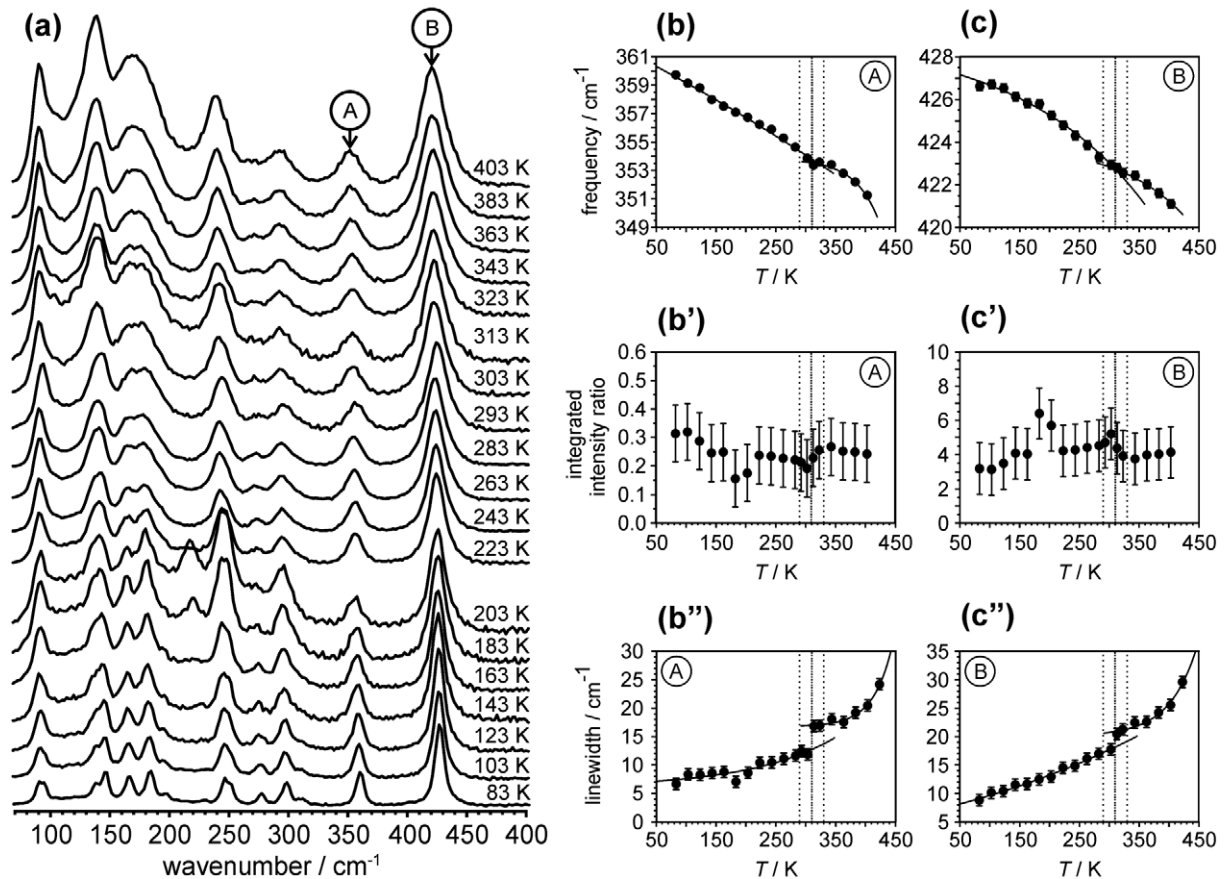 (a)
B
A
403 K
383 K
363 K
343 K
323 K
313 K
303 K
293 K
283 K
263 K
243 K
223 K
203 K
183 K
163 K
143 K
123 K
103 K
83 K
100 150 200 250 300 350 400 400
wavenumber / cm-1
(b)
A
361
359
357
355
353
351
349
frequency / cm-1
50 150 250 350 450
T / K
(c)
B
428
426
424
422
420
50 150 250 350 450
T / K
(b')
A
0.6
0.5
0.4
0.3
0.2
0.1
0.0
integrated
intensity ratio
50 150 250 350 450
T / K
(c')
B
10
8
6
4
2
0
50 150 250 350 450
T / K
(b'')
A
30
25
20
15
10
5
0
linewidth / cm-1
50 150 250 350 450
T / K
(c'')
B
35
30
25
20
15
10
5
50 150 250 350 450
T / K